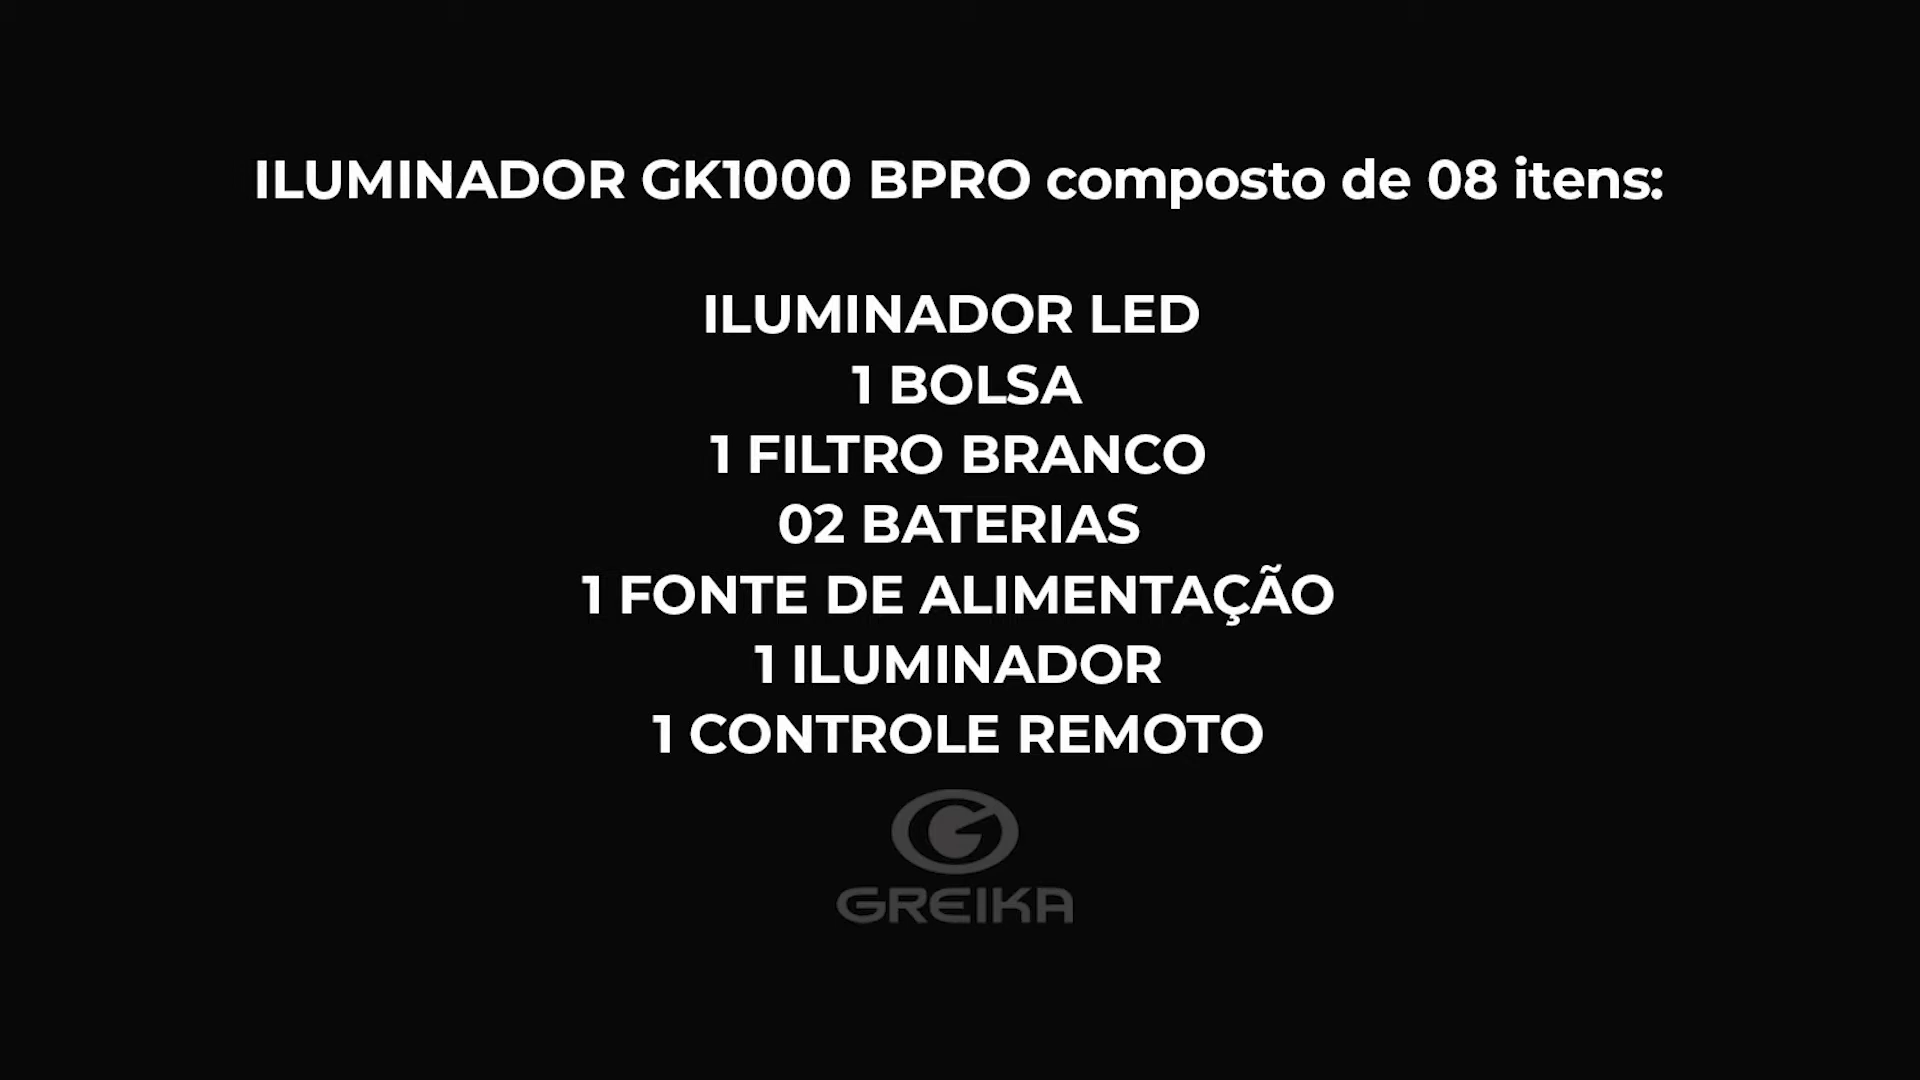 ILUMINADOR GK1000 BPRO composto de 08 itens:
ILUMINADOR LED
1 BOLSA
1 FILTRO BRANCO
02 BATERIAS
1 FONTE DE ALIMENTAÇÃO
1 ILUMINADOR
1 CONTROLE REMOTO
GREIKA